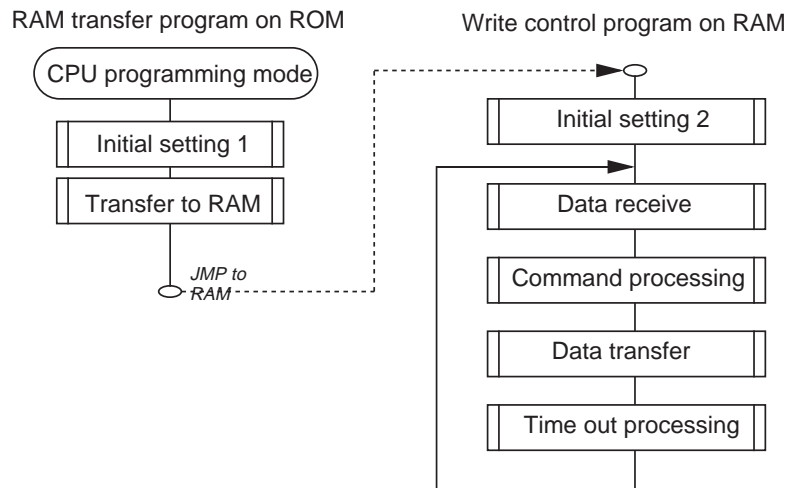 RAM transfer program on ROM
CPU programming mode
Initial setting 1
Transfer to RAM
JMP to
RAM
Write control program on RAM
Initial setting 2
Data receive
Command processing
Data transfer
Time out processing